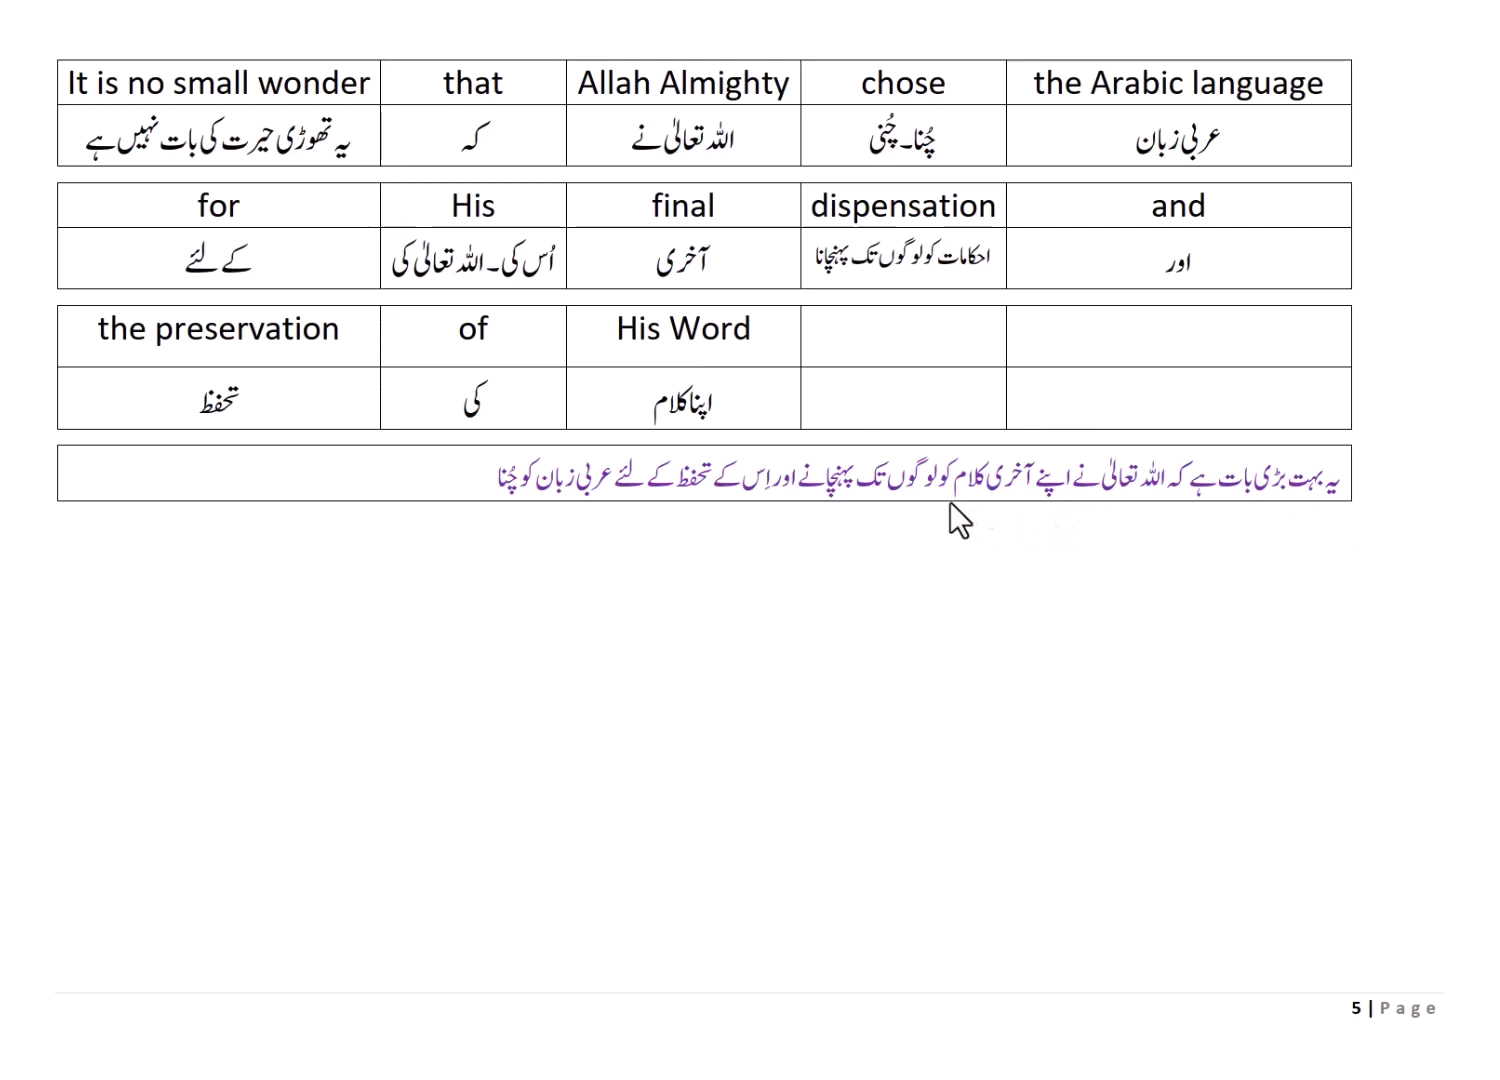 It is no small wonder that Allah Almighty chose the Arabic language
یہ تھوڑی حیرت کی بات نہیں ہے کہ اللہ تعالیٰ نے چُنا۔چُنی عربی زبان
for His final dispensation and
کے لئے اُس کی۔اللہ تعالیٰ کی آخری احکامات کو لوگوں تک پہنچانا اور
the preservation of His Word
تحفظ کی اپنا کلام
یہ بہت بڑی بات ہے کہ اللہ تعالیٰ نے اپنے آخری کلام کو لوگوں تک پہنچانے اور اِس کے تحفظ کے لئے عربی زبان کو چُنا
5 | Page